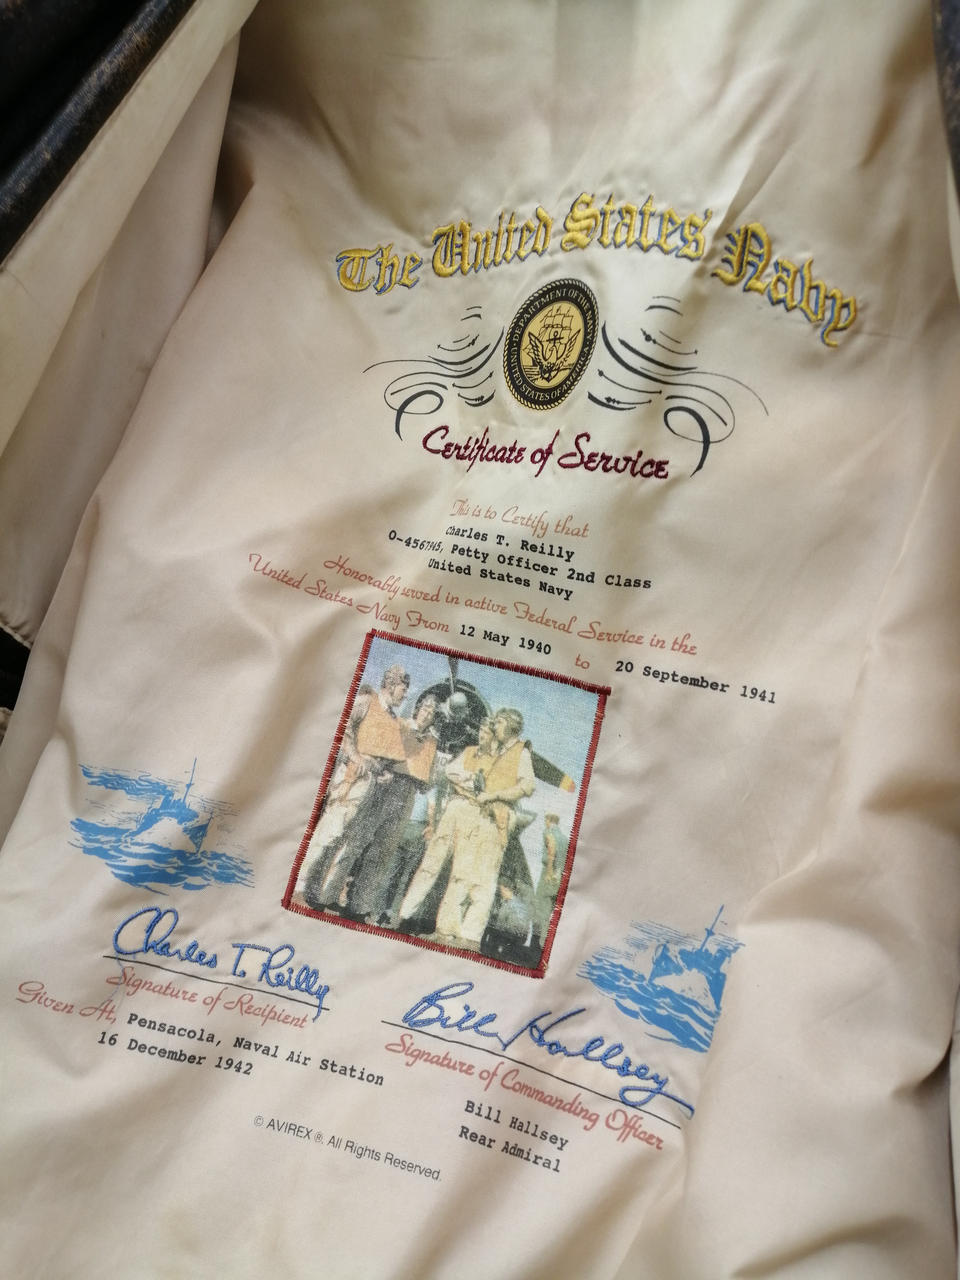 The United States Navy
DEPARTMENT OF THE NAVY
UNITED STATES OF AMERICA
Certificate of Service
This is to Certify that
Charles T. Reilly
O-4567145, Petty Officer 2nd Class
United States Navy
Honorably served in active Federal Service in the
United States Navy From 12 May 1940 to 20 September 1941
Charles T. Reilly
Signature of Recipient
Given At, Pensacola, Naval Air Station
16 December 1942
Bill Hallsey
Signature of Commanding Officer
Bill Hallsey
Rear Admiral
© AVIREX ®. All Rights Reserved.